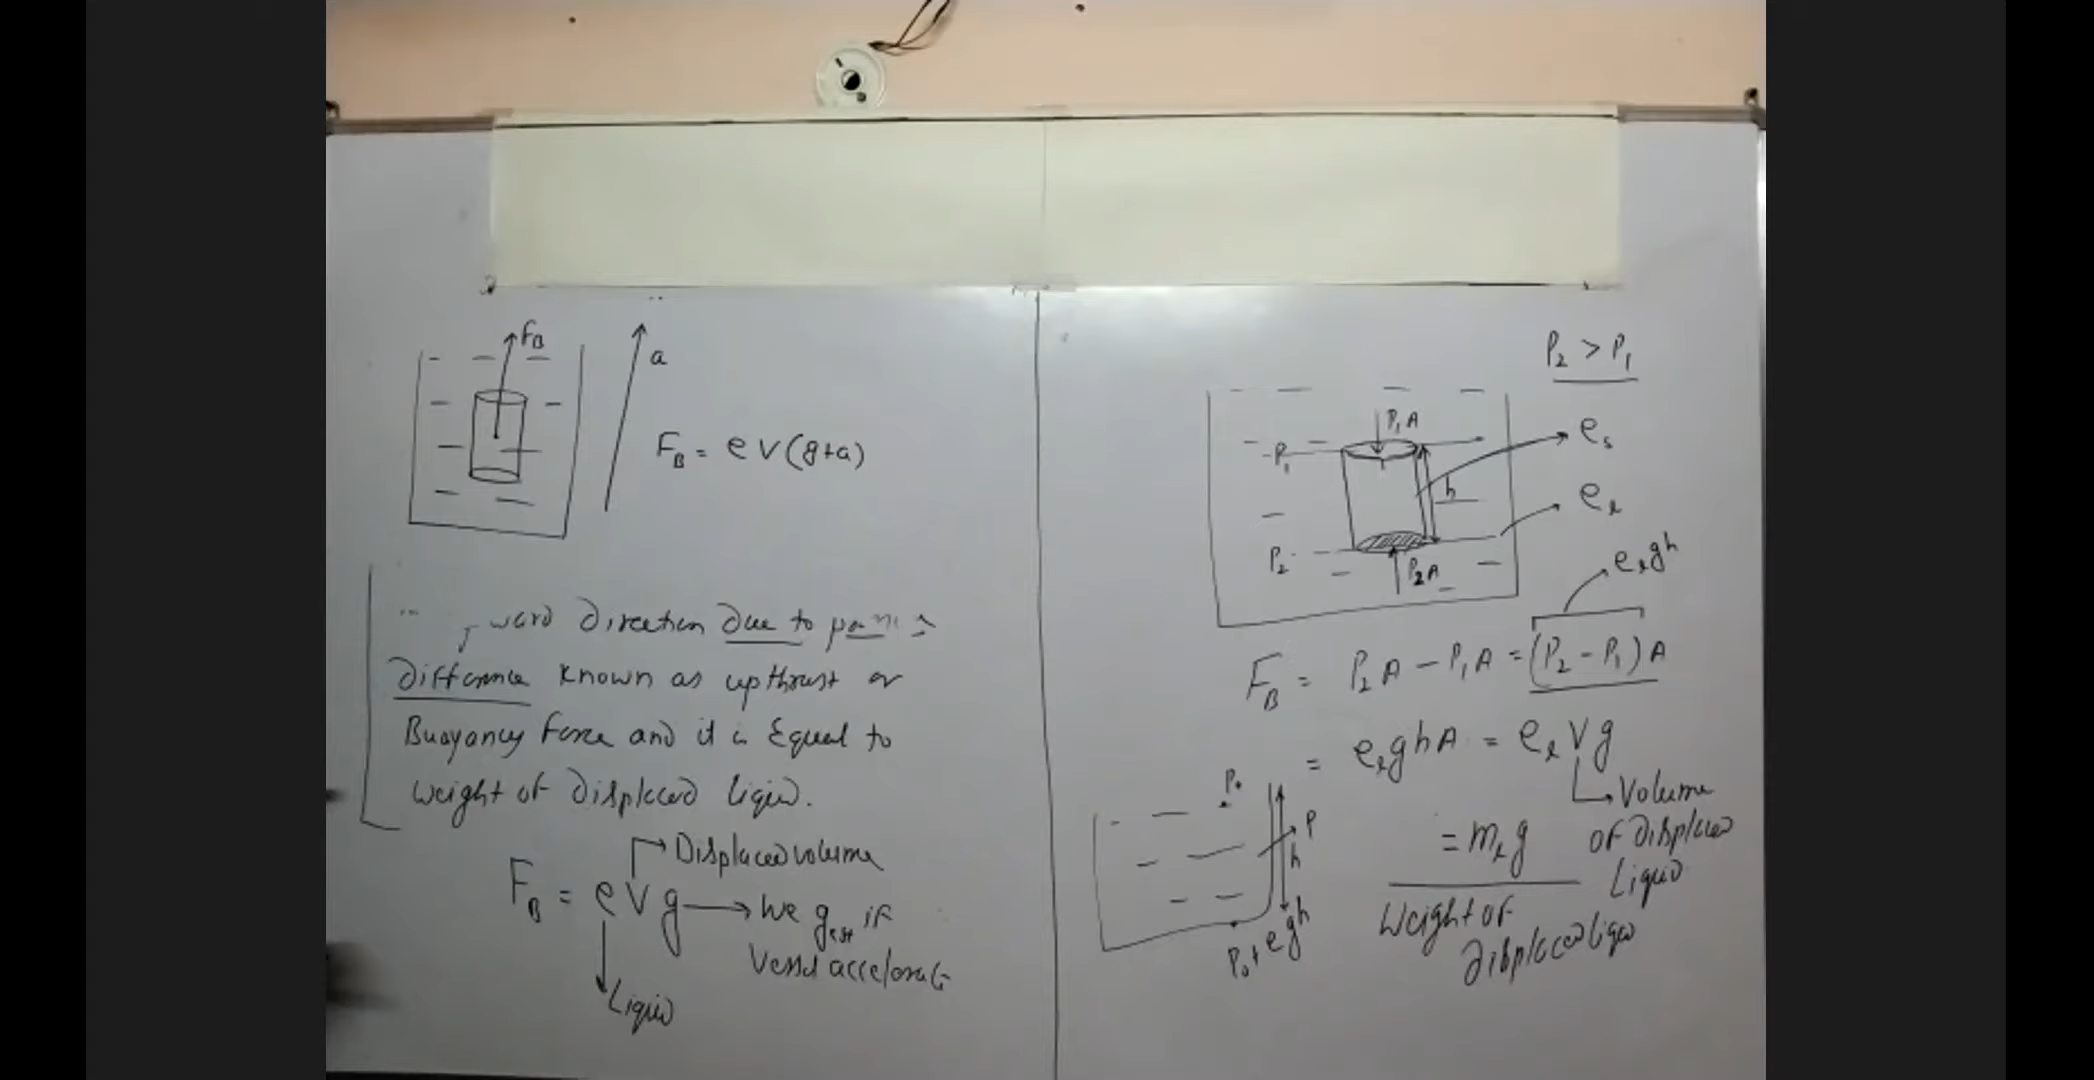 F_B
a
F_B = ρV(g+a)
ward direction due to
difference known as upthrust or
Buoyancy Force and it is Equal to
weight of displaced liquid.
Displaced volume
F_B = ρVg → we g_eff if
Vessel accelerati
Liquid
P₂ > P₁
P₁A
ρ_s
P₁
h
ρ_l
P₂
P₂A
ρ_l gh
F_B = P₂A − P₁A = (P₂ − P₁)A
= ρ_l ghA = ρ_l Vg
Volume
of displaced
Liquid
= m_l g
Weight of
displaced liquid
P₀
ρ
h
P₀ + ρgh